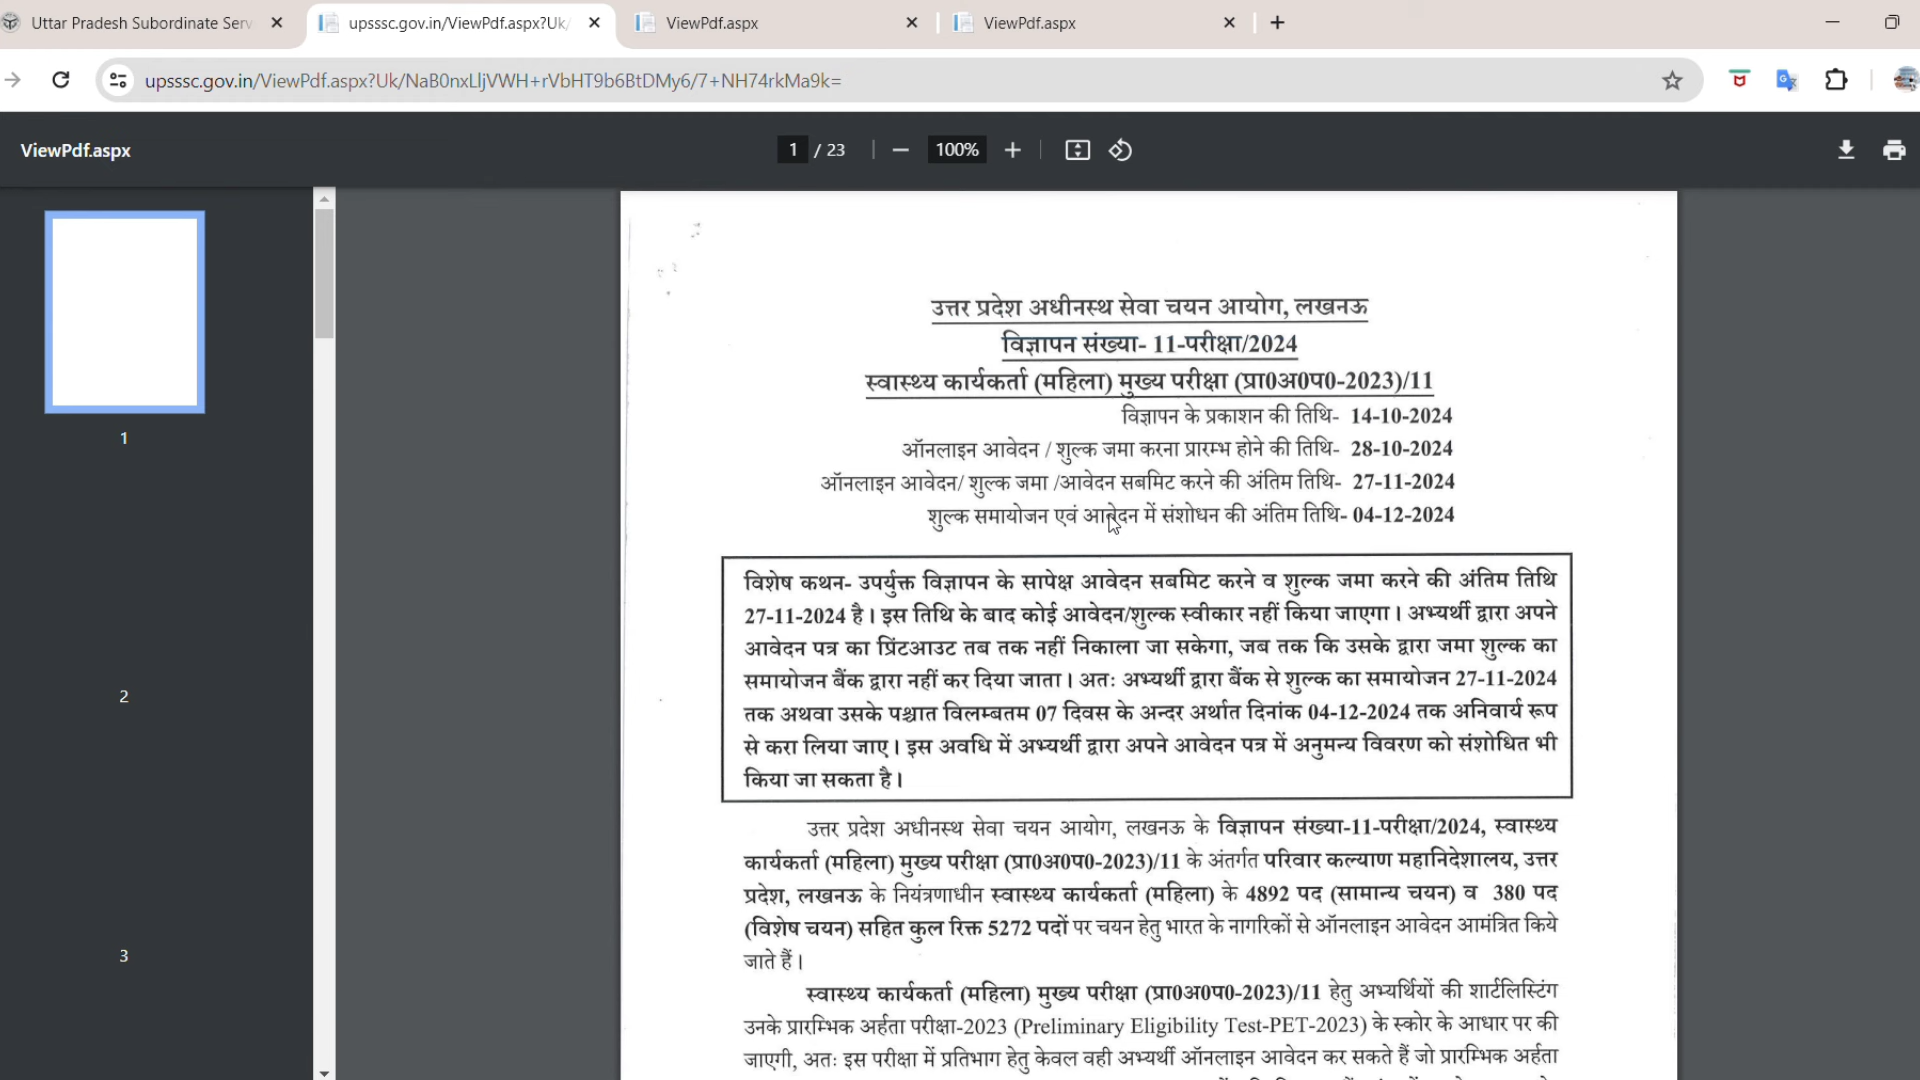 Uttar Pradesh Subordinate Serv
upsssc.gov.in/ViewPdf.aspx?Uk/
ViewPdf.aspx
ViewPdf.aspx
upsssc.gov.in/ViewPdf.aspx?Uk/NaB0nxLljVWH+rVbHT9b6BtDMy6/7+NH74rkMa9k=
ViewPdf.aspx
1 / 23
100%
1
2
3
उत्तर प्रदेश अधीनस्थ सेवा चयन आयोग, लखनऊ
विज्ञापन संख्या- 11-परीक्षा/2024
स्वास्थ्य कार्यकर्ता (महिला) मुख्य परीक्षा (प्रा0अ0प0-2023)/11
विज्ञापन के प्रकाशन की तिथि- 14-10-2024
ऑनलाइन आवेदन / शुल्क जमा करना प्रारम्भ होने की तिथि- 28-10-2024
ऑनलाइन आवेदन/ शुल्क जमा /आवेदन सबमिट करने की अंतिम तिथि- 27-11-2024
शुल्क समायोजन एवं आवेदन में संशोधन की अंतिम तिथि- 04-12-2024
विशेष कथन- उपर्युक्त विज्ञापन के सापेक्ष आवेदन सबमिट करने व शुल्क जमा करने की अंतिम तिथि
27-11-2024 है। इस तिथि के बाद कोई आवेदन/शुल्क स्वीकार नहीं किया जाएगा। अभ्यर्थी द्वारा अपने
आवेदन पत्र का प्रिंटआउट तब तक नहीं निकाला जा सकेगा, जब तक कि उसके द्वारा जमा शुल्क का
समायोजन बैंक द्वारा नहीं कर दिया जाता। अतः अभ्यर्थी द्वारा बैंक से शुल्क का समायोजन 27-11-2024
तक अथवा उसके पश्चात विलम्बतम 07 दिवस के अन्दर अर्थात दिनांक 04-12-2024 तक अनिवार्य रूप
से करा लिया जाए। इस अवधि में अभ्यर्थी द्वारा अपने आवेदन पत्र में अनुमन्य विवरण को संशोधित भी
किया जा सकता है।
उत्तर प्रदेश अधीनस्थ सेवा चयन आयोग, लखनऊ के विज्ञापन संख्या-11-परीक्षा/2024, स्वास्थ्य
कार्यकर्ता (महिला) मुख्य परीक्षा (प्रा0अ0प0-2023)/11 के अंतर्गत परिवार कल्याण महानिदेशालय, उत्तर
प्रदेश, लखनऊ के नियंत्रणाधीन स्वास्थ्य कार्यकर्ता (महिला) के 4892 पद (सामान्य चयन) व 380 पद
(विशेष चयन) सहित कुल रिक्त 5272 पदों पर चयन हेतु भारत के नागरिकों से ऑनलाइन आवेदन आमंत्रित किये
जाते हैं।
स्वास्थ्य कार्यकर्ता (महिला) मुख्य परीक्षा (प्रा0अ0प0-2023)/11 हेतु अभ्यर्थियों की शार्टलिस्टिंग
उनके प्रारम्भिक अर्हता परीक्षा-2023 (Preliminary Eligibility Test-PET-2023) के स्कोर के आधार पर की
जाएगी, अतः इस परीक्षा में प्रतिभाग हेतु केवल वही अभ्यर्थी ऑनलाइन आवेदन कर सकते हैं जो प्रारम्भिक अर्हता